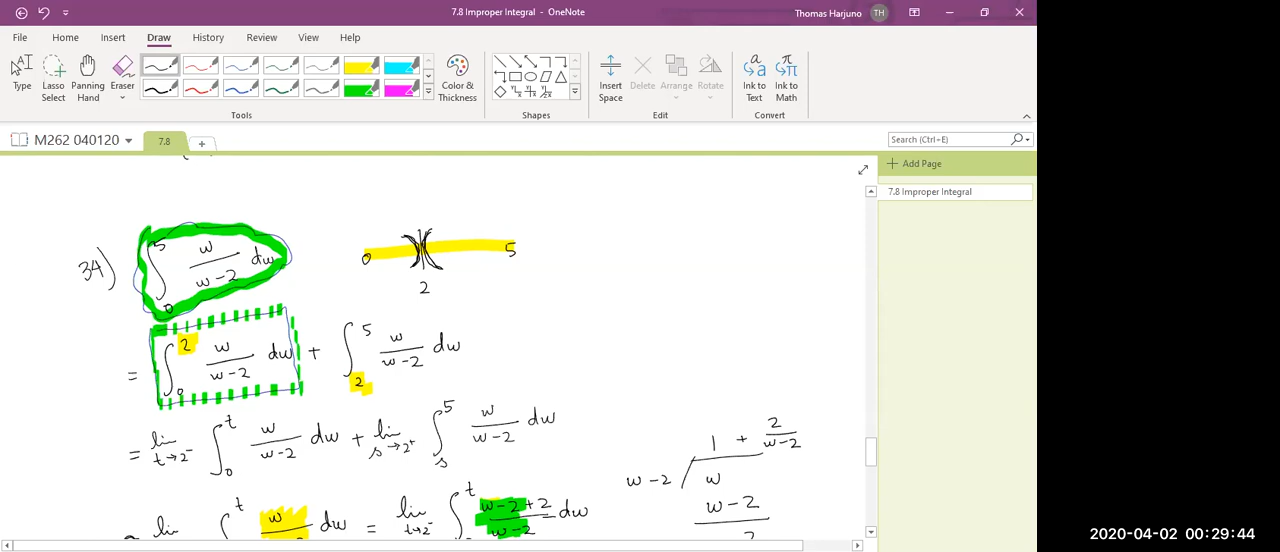 7.8 Improper Integral - OneNote
Thomas Harjuno TH
File Home Insert Draw History Review View Help
Type Lasso Select Panning Hand Eraser Color & Thickness Insert Space Delete Arrange Rotate Ink to Text Ink to Math
Tools Shapes Edit Convert
M262 040120 7.8 Search (Ctrl+E)
Add Page
7.8 Improper Integral
34) ∫₀⁵ w/(w-2) dw
0 2 5
= ∫₀² w/(w-2) dw + ∫₂⁵ w/(w-2) dw
= lim t→2⁻ ∫₀ᵗ w/(w-2) dw + lim s→2⁺ ∫ₛ⁵ w/(w-2) dw
1 + 2/(w-2)
w-2 w
w-2
lim ∫ᵗ w dw = lim t→2⁻ ∫ᵗ (w-2+2)/(w-2) dw
2020-04-02 00:29:44